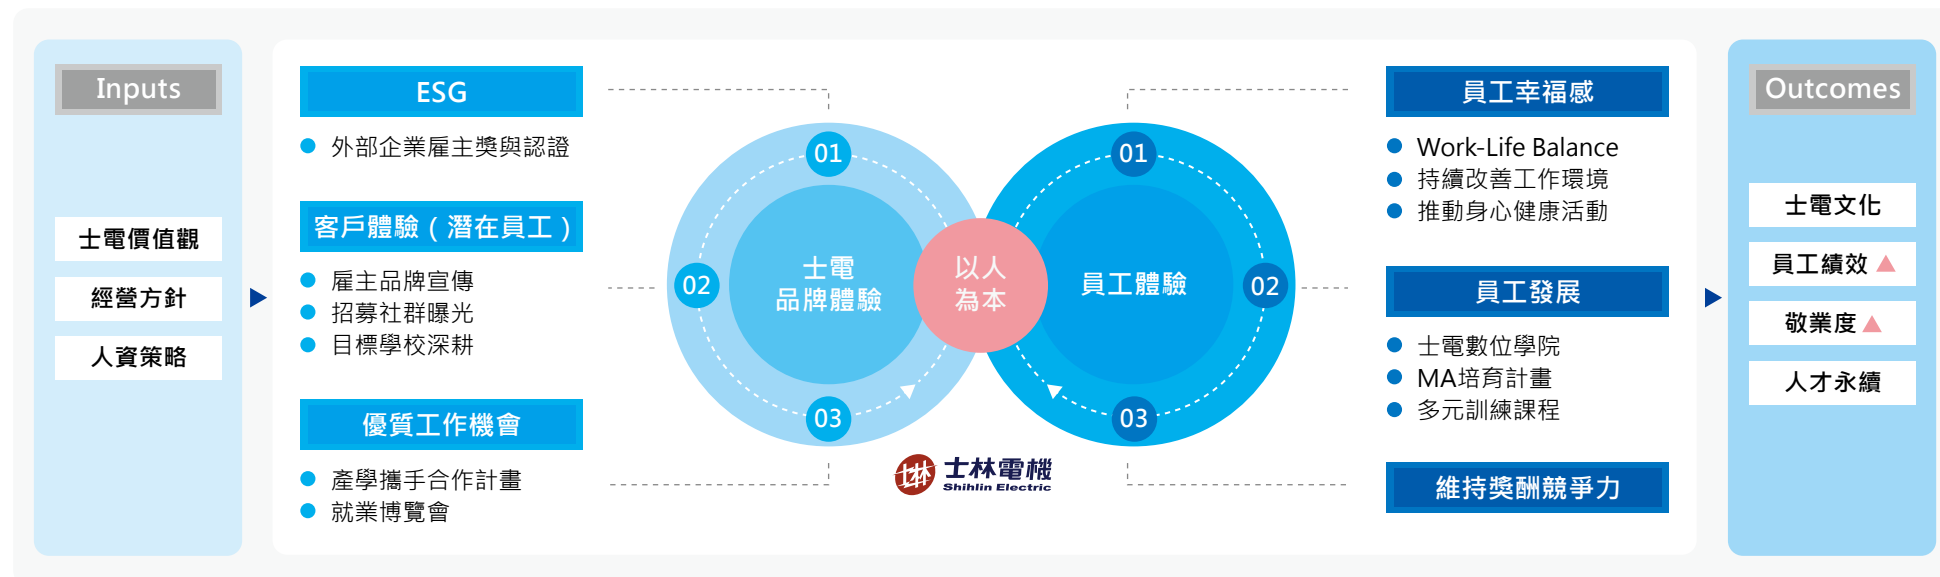 Inputs
士電價值觀
經營方針
人資策略
ESG
外部企業雇主獎與認證
客戶體驗（潛在員工）
雇主品牌宣傳
招募社群曝光
目標學校深耕
優質工作機會
產學攜手合作計畫
就業博覽會
01
02
03
士電
品牌體驗
以人
為本
員工體驗
01
02
03
士林電機
Shihlin Electric
員工幸福感
Work-Life Balance
持續改善工作環境
推動身心健康活動
員工發展
士電數位學院
MA培育計畫
多元訓練課程
維持獎酬競爭力
Outcomes
士電文化
員工績效
敬業度
人才永續